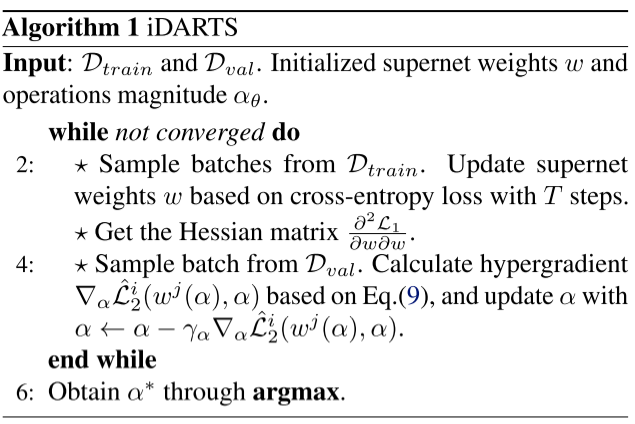 Algorithm 1 iDARTS
Input: $\mathcal{D}_{train}$ and $\mathcal{D}_{val}$. Initialized supernet weights $w$ and
operations magnitude $\alpha_\theta$.
while not converged do
2: ⋆ Sample batches from $\mathcal{D}_{train}$. Update supernet
weights $w$ based on cross-entropy loss with $T$ steps.
⋆ Get the Hessian matrix $\frac{\partial^2 \mathcal{L}_1}{\partial w \partial w}$.
4: ⋆ Sample batch from $\mathcal{D}_{val}$. Calculate hypergradient
$\nabla_\alpha \hat{\mathcal{L}}_2^i(w^j(\alpha), \alpha)$ based on Eq.(9), and update $\alpha$ with
$\alpha \leftarrow \alpha - \gamma_\alpha \nabla_\alpha \hat{\mathcal{L}}_2^i(w^j(\alpha), \alpha)$.
end while
6: Obtain $\alpha^*$ through argmax.